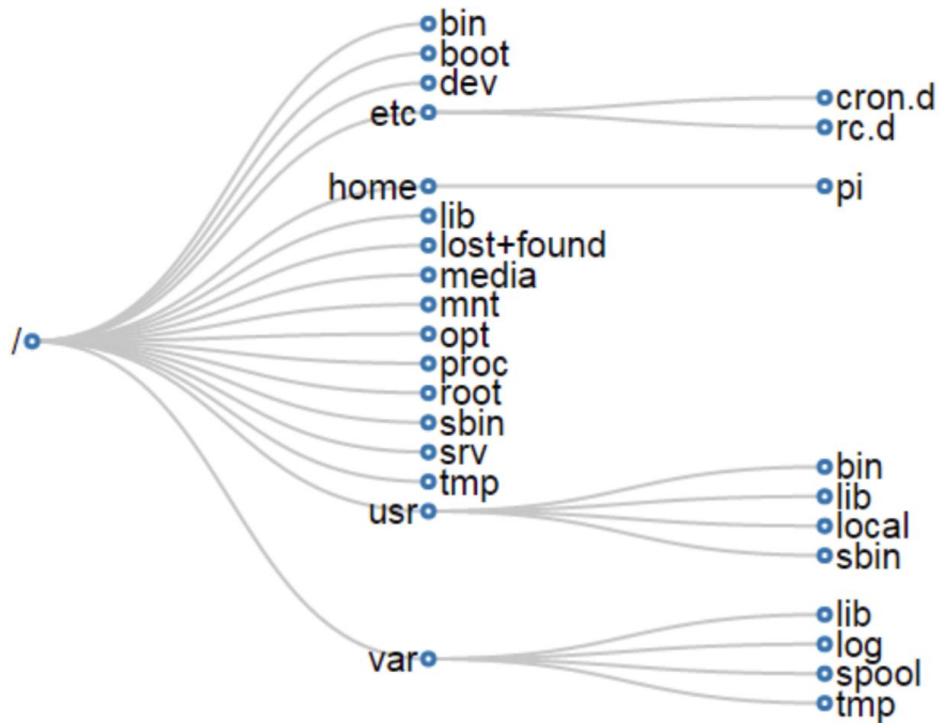 bin
boot
dev
etc
cron.d
rc.d
home
pi
lib
lost+found
media
mnt
/
opt
proc
root
sbin
srv
tmp
usr
bin
lib
local
sbin
var
lib
log
spool
tmp